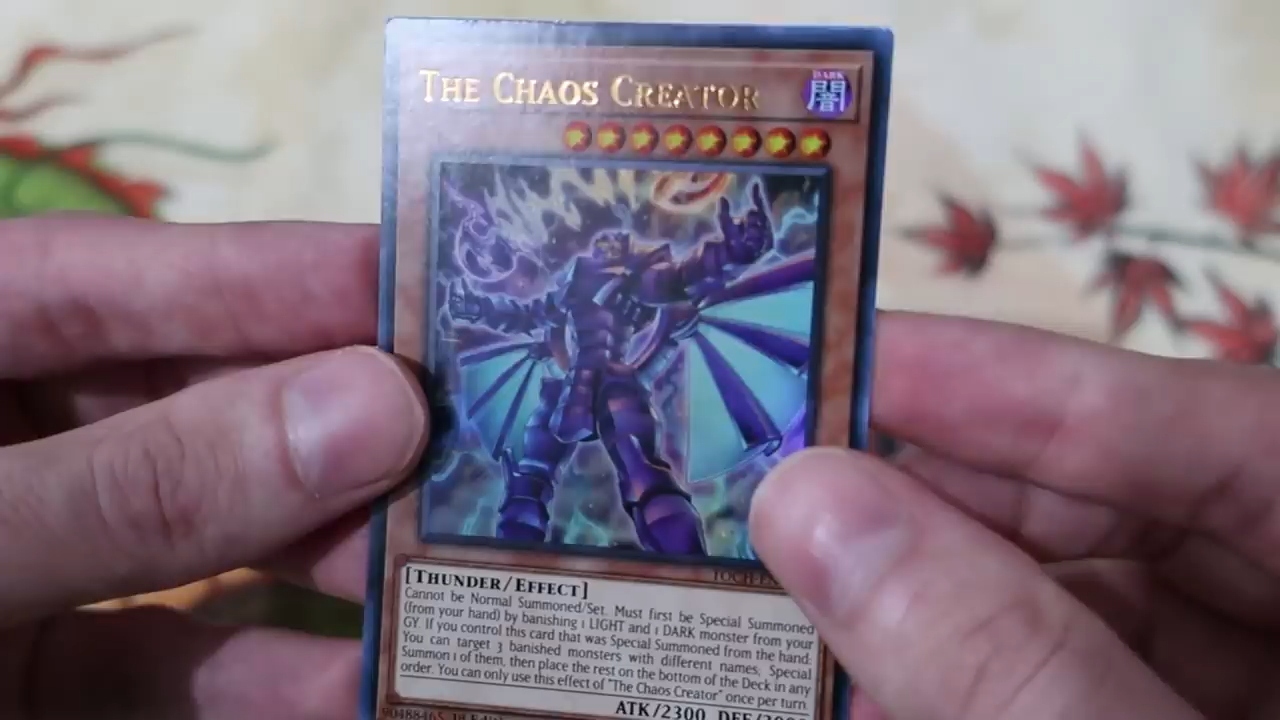 THE CHAOS CREATOR
DARK
闇
[THUNDER/EFFECT]
Cannot be Normal Summoned/Set. Must first be Special Summoned
(from your hand) by banishing 1 LIGHT and 1 DARK monster from your
GY. If you control this card that was Special Summoned from the hand:
You can target 3 banished monsters with different names; Special
Summon 1 of them, then place the rest on the bottom of the Deck in any
order. You can only use this effect of "The Chaos Creator" once per turn.
ATK/2300
90488465